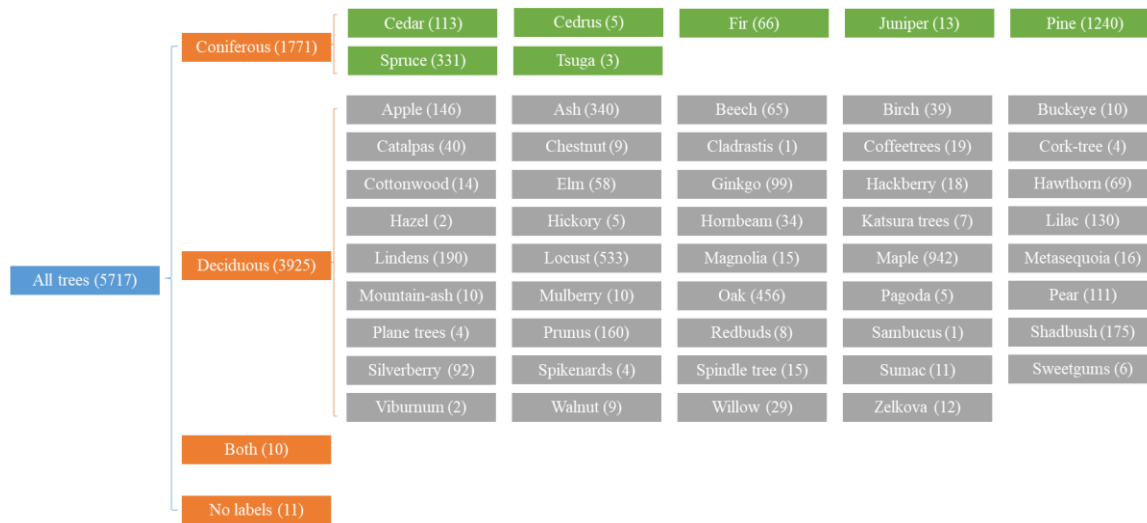 Cedar (113) Cedrus (5) Fir (66) Juniper (13) Pine (1240)
Coniferous (1771)
Spruce (331) Tsuga (3)
Apple (146) Ash (340) Beech (65) Birch (39) Buckeye (10)
Catalpas (40) Chestnut (9) Cladrastis (1) Coffeetrees (19) Cork-tree (4)
Cottonwood (14) Elm (58) Ginkgo (99) Hackberry (18) Hawthorn (69)
Hazel (2) Hickory (5) Hornbeam (34) Katsura trees (7) Lilac (130)
Deciduous (3925) Lindens (190) Locust (533) Magnolia (15) Maple (942) Metasequoia (16)
All trees (5717)
Mountain-ash (10) Mulberry (10) Oak (456) Pagoda (5) Pear (111)
Plane trees (4) Prunus (160) Redbuds (8) Sambucus (1) Shadbush (175)
Silverberry (92) Spikenards (4) Spindle tree (15) Sumac (11) Sweetgums (6)
Viburnum (2) Walnut (9) Willow (29) Zelkova (12)
Both (10)
No labels (11)